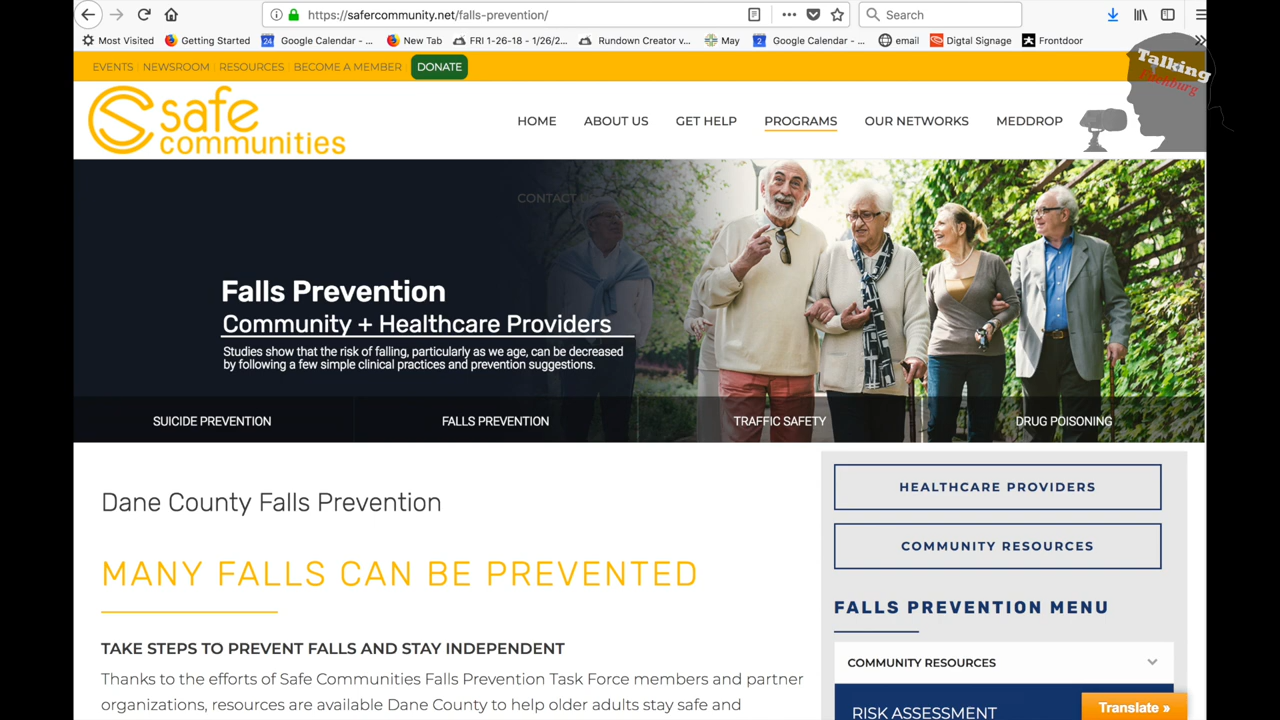 https://safercommunity.net/falls-prevention/
Search
Most Visited
Getting Started
24 Google Calendar - ...
New Tab
FRI 1-26-18 - 1/26/2...
Rundown Creator v...
May
2 Google Calendar - ...
email
Digtal Signage
Frontdoor
EVENTS
NEWSROOM
RESOURCES
BECOME A MEMBER
DONATE
Talking
Fitchburg
safe
communities
HOME
ABOUT US
GET HELP
PROGRAMS
OUR NETWORKS
MEDDROP
CONTACT
Falls Prevention
Community + Healthcare Providers
Studies show that the risk of falling, particularly as we age, can be decreased
by following a few simple clinical practices and prevention suggestions.
SUICIDE PREVENTION
FALLS PREVENTION
TRAFFIC SAFETY
DRUG POISONING
Dane County Falls Prevention
MANY FALLS CAN BE PREVENTED
TAKE STEPS TO PREVENT FALLS AND STAY INDEPENDENT
Thanks to the efforts of Safe Communities Falls Prevention Task Force members and partner
organizations, resources are available Dane County to help older adults stay safe and
HEALTHCARE PROVIDERS
COMMUNITY RESOURCES
FALLS PREVENTION MENU
COMMUNITY RESOURCES
RISK ASSESSMENT
Translate »